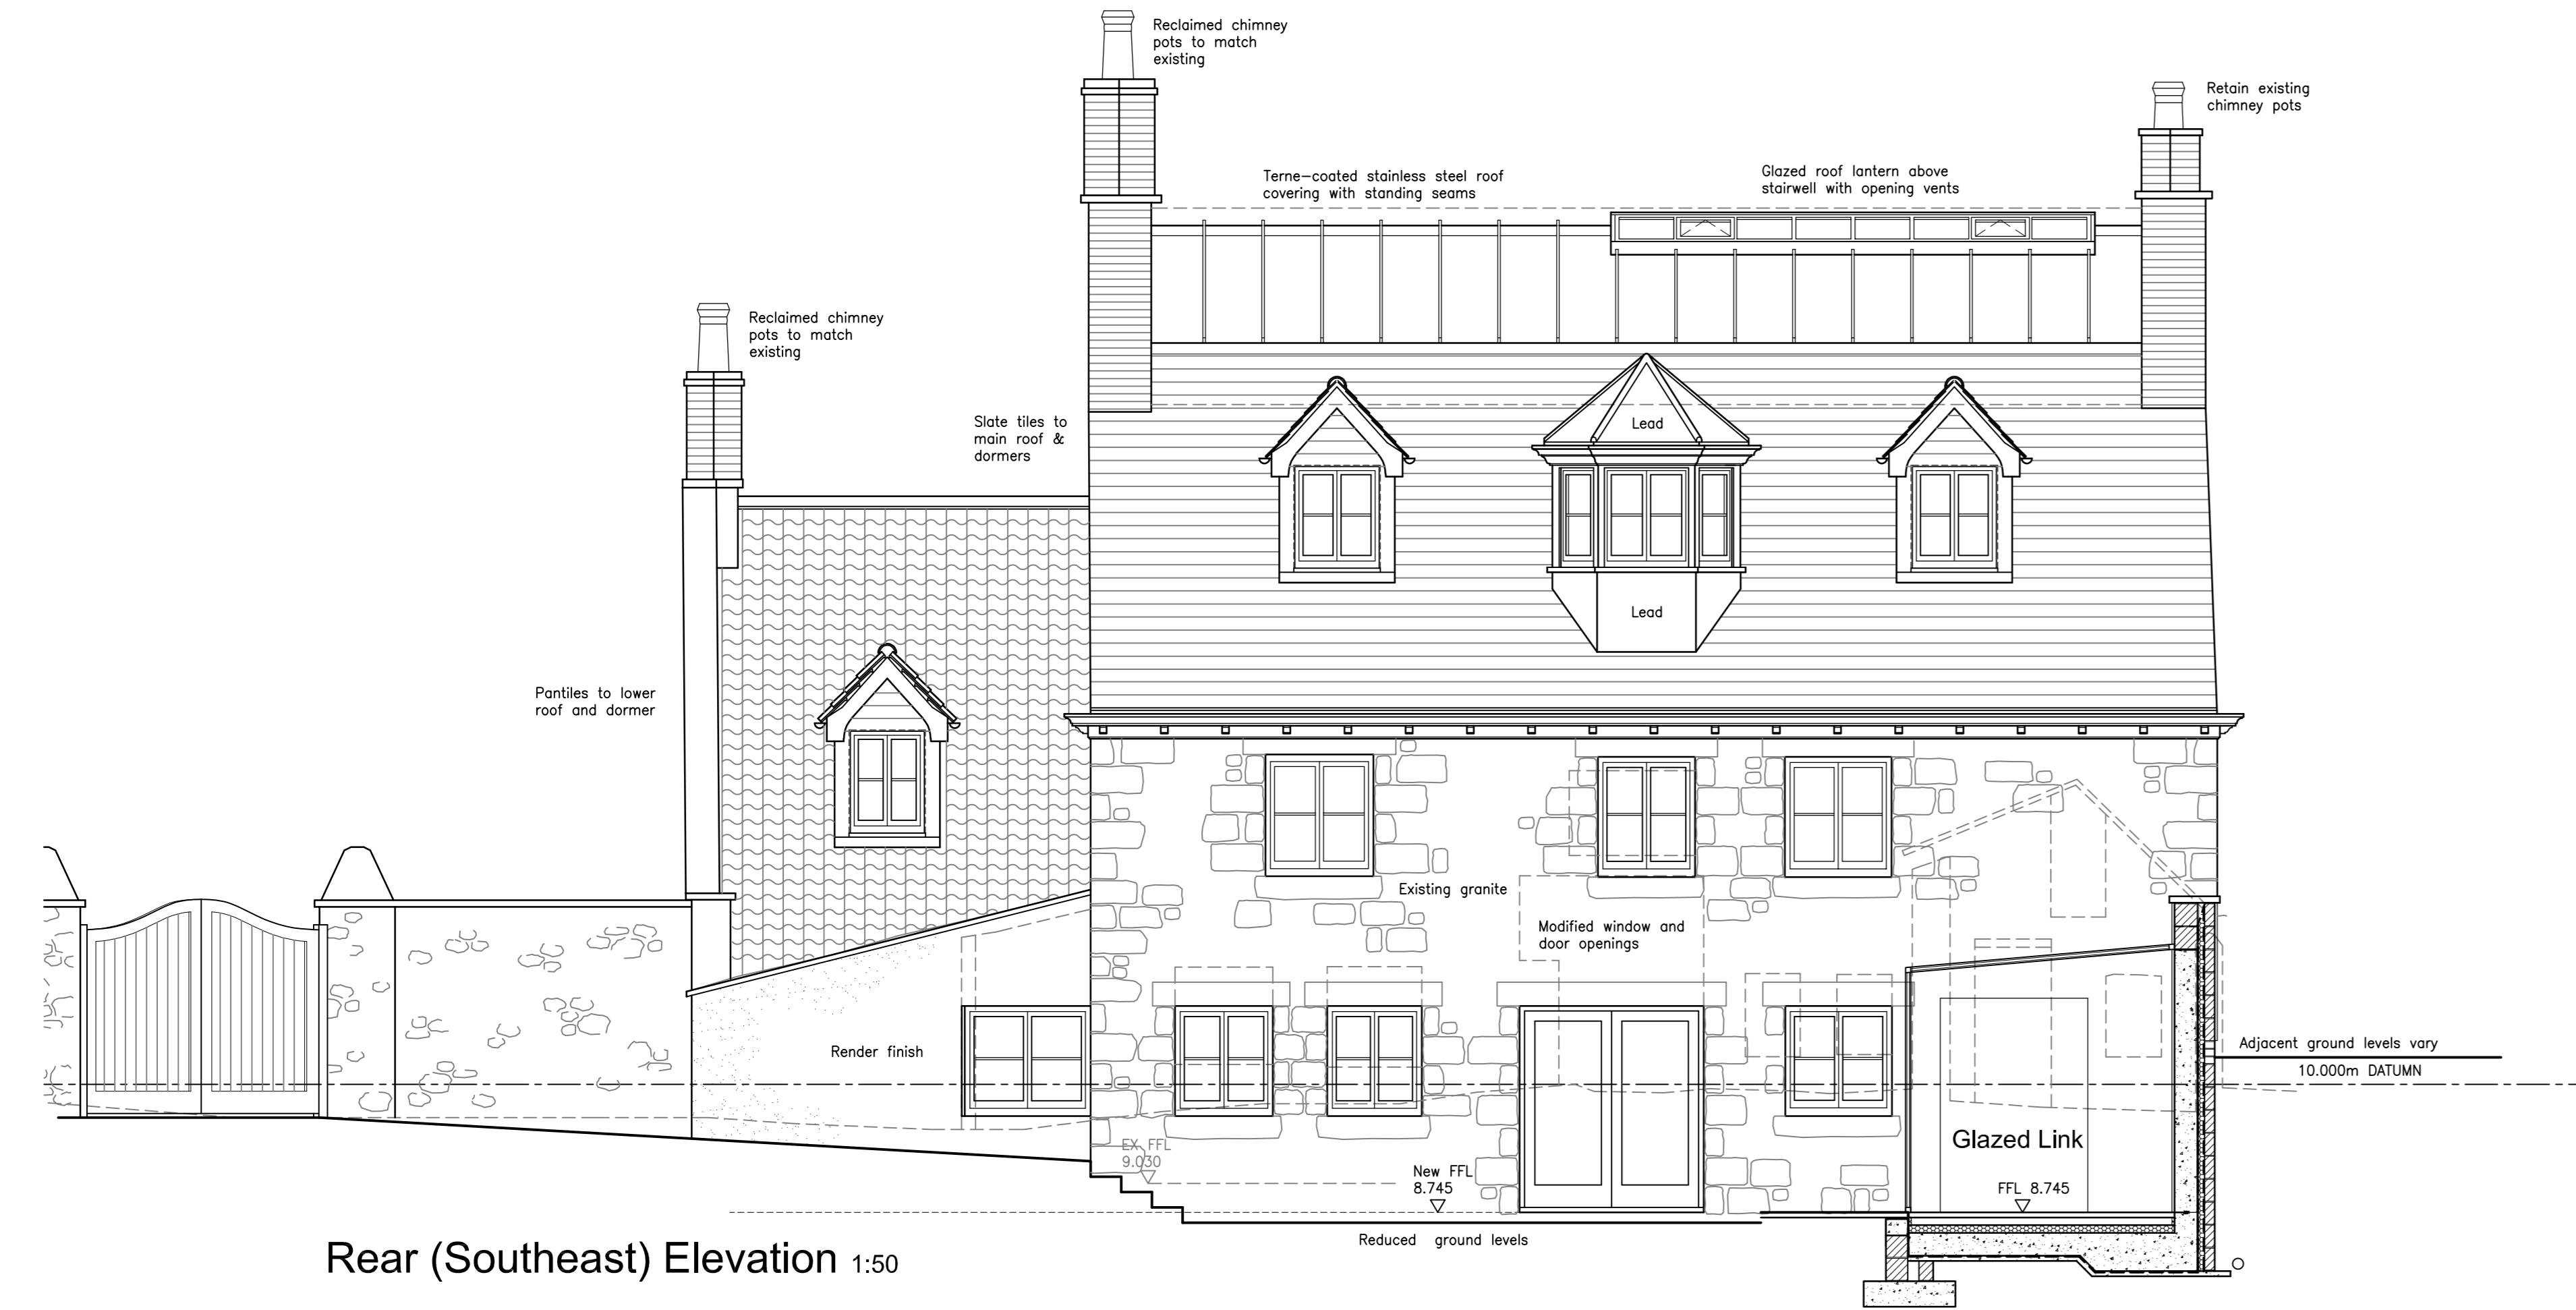 Reclaimed chimney
pots to match
existing
Retain existing
chimney pots
Terne-coated stainless steel roof
covering with standing seams
Glazed roof lantern above
stairwell with opening vents
Reclaimed chimney
pots to match
existing
Slate tiles to
main roof &
dormers
Lead
Lead
Pantiles to lower
roof and dormer
Existing granite
Modified window and
door openings
Render finish
Adjacent ground levels vary
10.000m DATUMN
EX FFL
9.030
New FFL
8.745
Glazed Link
FFL 8.745
Reduced ground levels
Rear (Southeast) Elevation 1:50